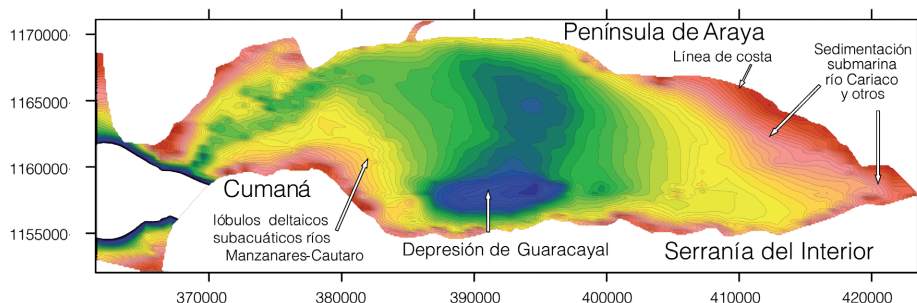 1170000
1165000
1160000
1155000
Península de Araya
Línea de costa
Sedimentación
submarina
río Cariaco
y otros
Cumaná
lóbulos deltaicos
subacuáticos ríos
Manzanares-Cautaro
Depresión de Guaracayal
Serranía del Interior
370000 380000 390000 400000 410000 420000